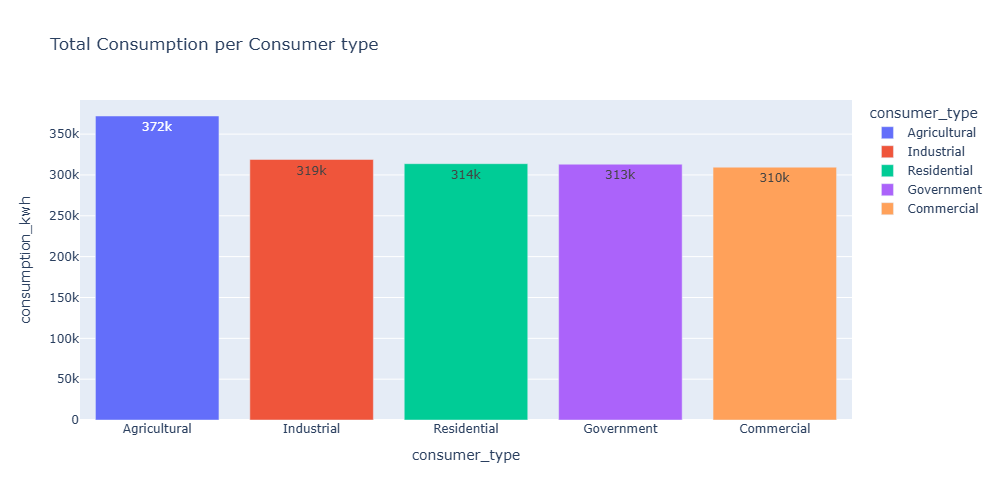 Total Consumption per Consumer type
consumer_type
Agricultural
Industrial
Residential
Government
Commercial
372k
319k
314k
313k
310k
350k
300k
250k
200k
150k
100k
50k
0
consumption_kwh
Agricultural
Industrial
Residential
Government
Commercial
consumer_type